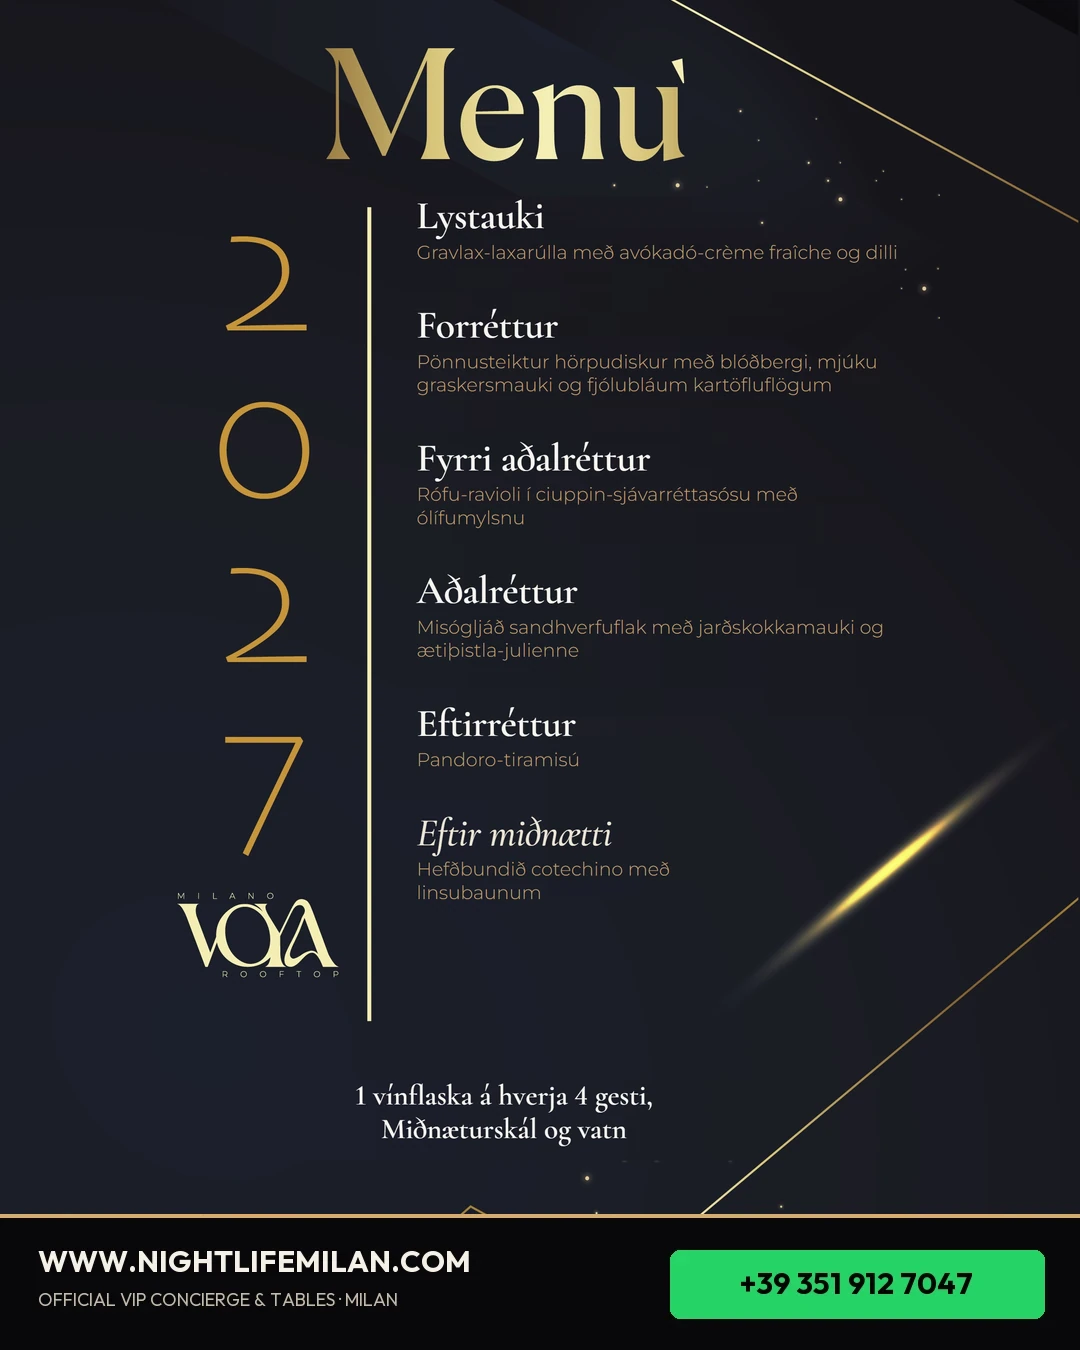 Menù
2
0
2
7
MILANO
VOYA
ROOFTOP
Lystauki
Gravlax-laxarúlla með avókadó-crème fraîche og dilli
Forréttur
Pönnusteiktur hörpudiskur með blóðbergi, mjúku
graskersmauki og fjólubláum kartöfluflögum
Fyrri aðalréttur
Rófu-ravioli í ciuppin-sjávarréttasósu með
ólífumylsnu
Aðalréttur
Misógljáð sandhverfuflak með jarðskokkamauki og
ætiþistla-julienne
Eftirréttur
Pandoro-tiramisú
Eftir miðnætti
Hefðbundið cotechino með
linsubaunum
1 vínflaska á hverja 4 gesti,
Miðnæturskál og vatn
WWW.NIGHTLIFEMILAN.COM
OFFICIAL VIP CONCIERGE & TABLES · MILAN
+39 351 912 7047